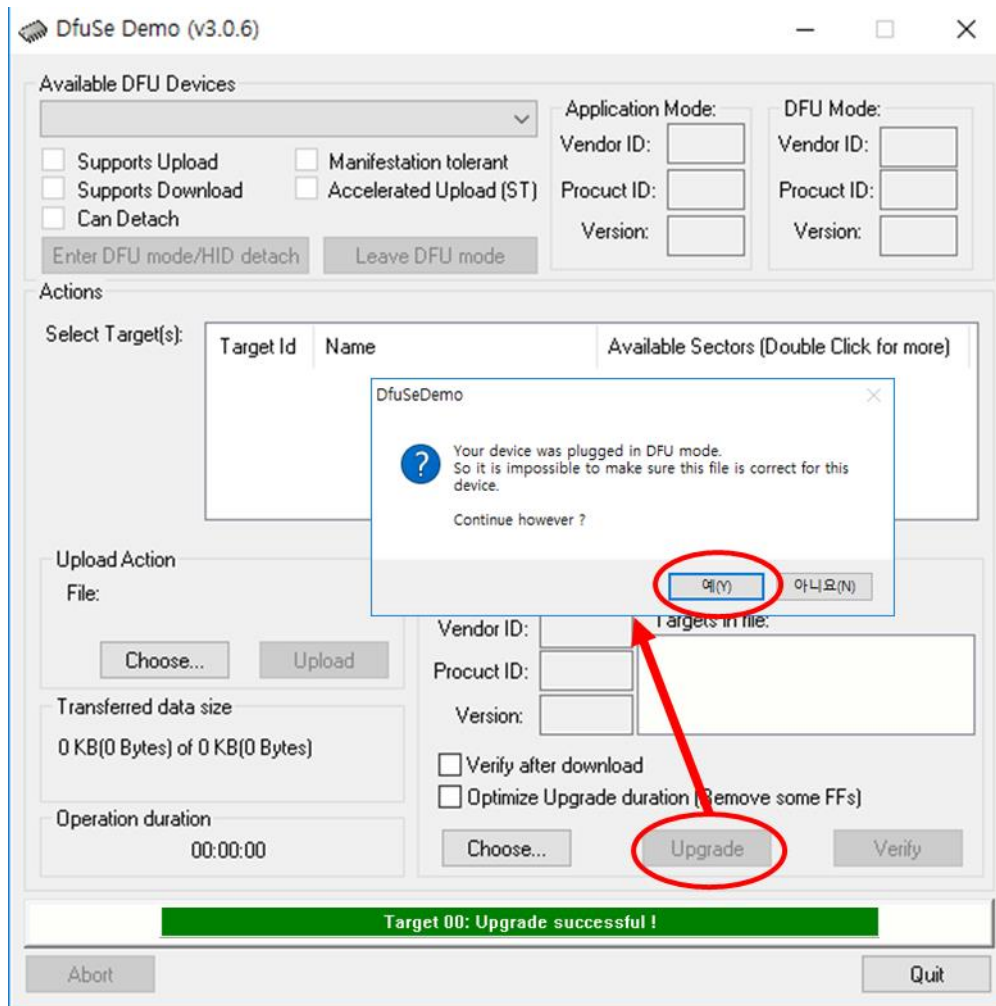 DfuSe Demo (v3.0.6)
Available DFU Devices
Supports Upload
Manifestation tolerant
Supports Download
Accelerated Upload (ST)
Can Detach
Enter DFU mode/HID detach
Leave DFU mode
Application Mode:
Vendor ID:
Procuct ID:
Version:
DFU Mode:
Vendor ID:
Procuct ID:
Version:
Actions
Select Target(s):
Target Id Name Available Sectors (Double Click for more)
DfuSeDemo
Your device was plugged in DFU mode.
So it is impossible to make sure this file is correct for this
device.
Continue however ?
예(Y) 아니요(N)
Upload Action
File:
Choose... Upload
Transferred data size
0 KB(0 Bytes) of 0 KB(0 Bytes)
Operation duration
00:00:00
Vendor ID:
Procuct ID:
Version:
Targets in file:
Verify after download
Optimize Upgrade duration (Remove some FFs)
Choose... Upgrade Verify
Target 00: Upgrade successful !
Abort Quit